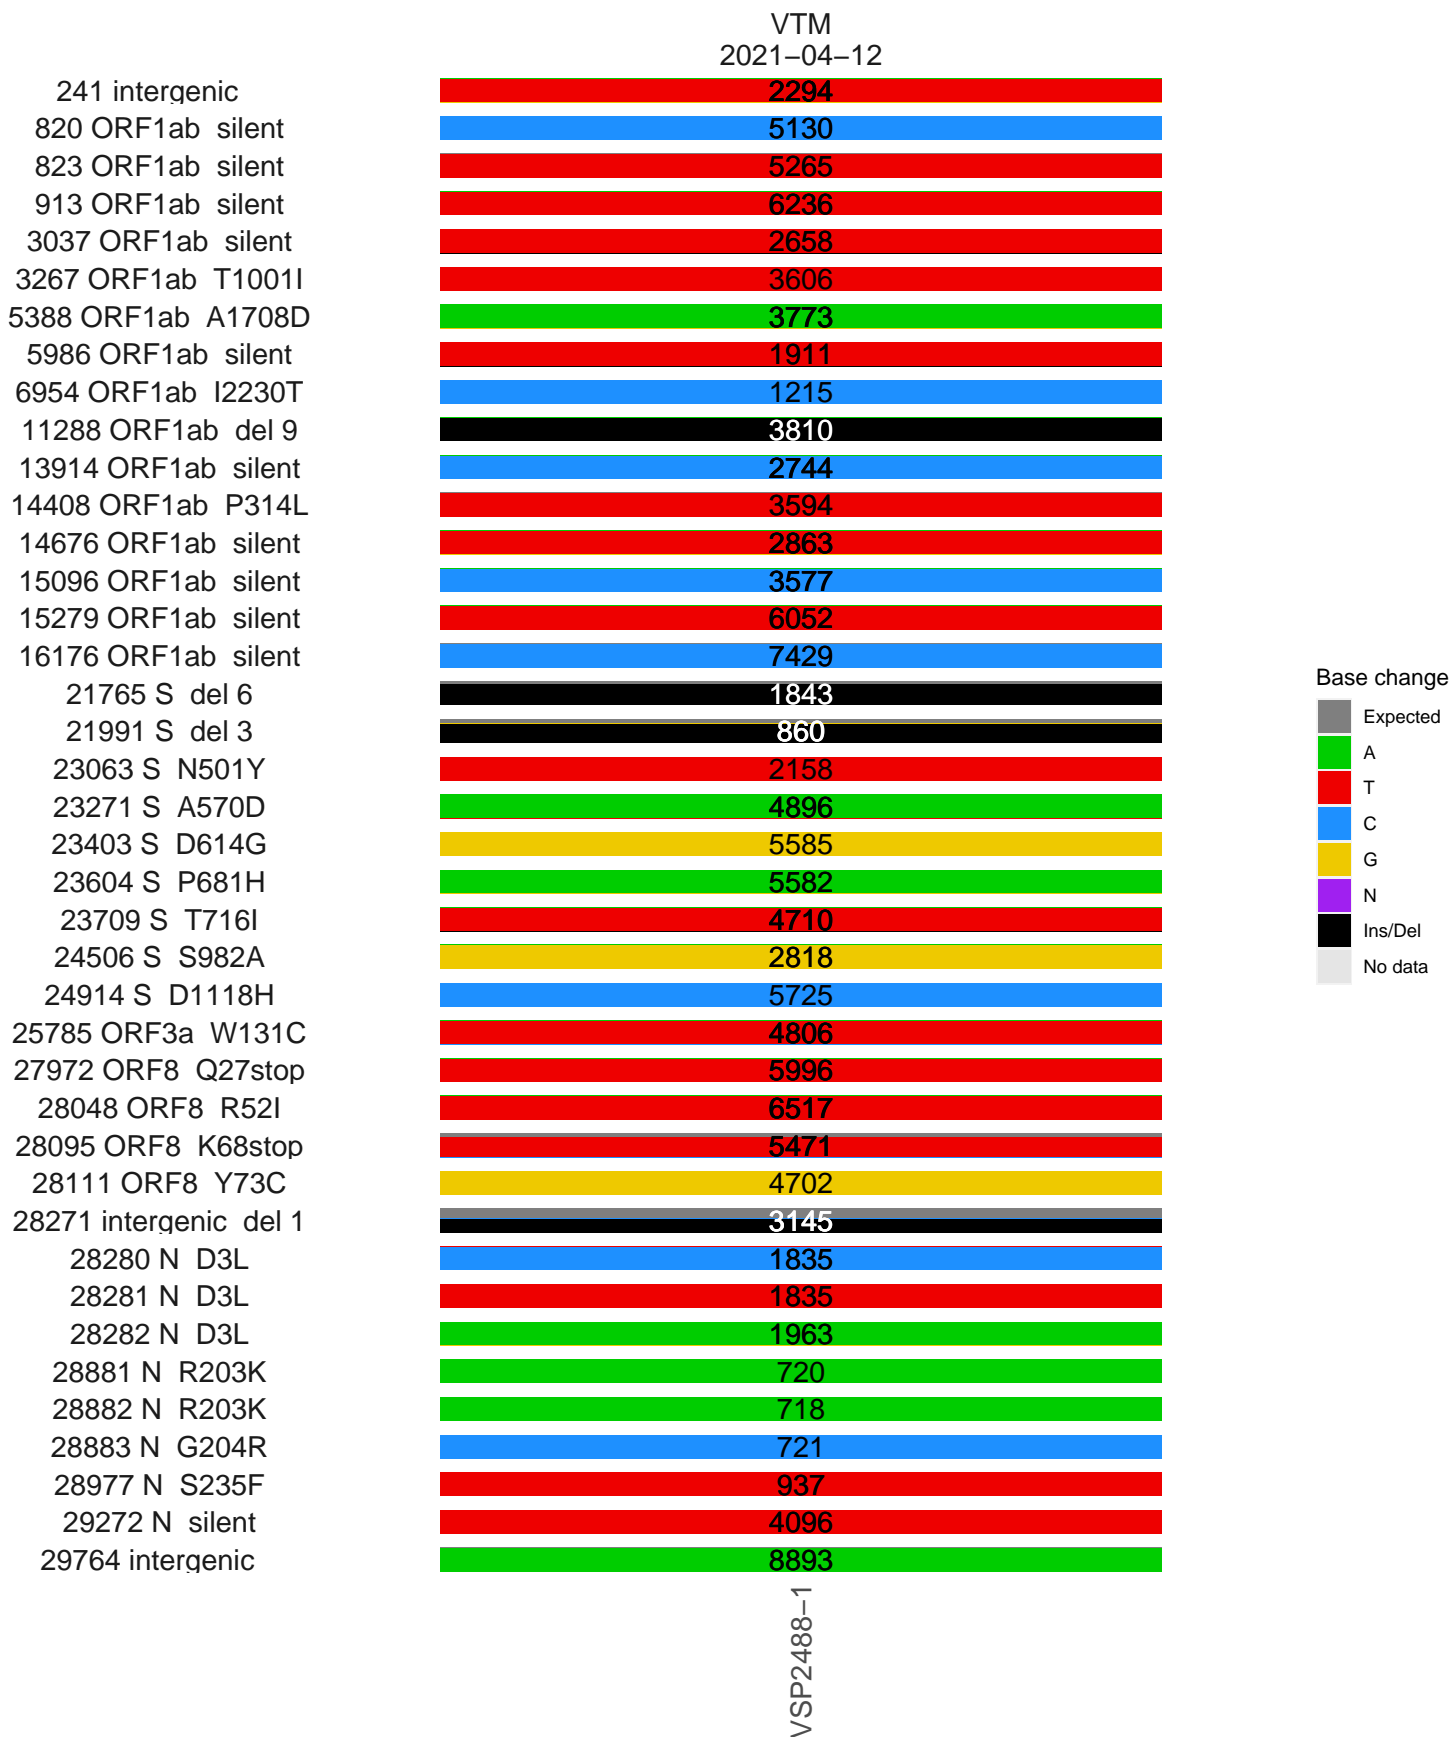 VTM
2021−04−12
241 intergenic 2294
820 ORF1ab silent 5130
823 ORF1ab silent 5265
913 ORF1ab silent 6236
3037 ORF1ab silent 2658
3267 ORF1ab T1001I 3606
5388 ORF1ab A1708D 3773
5986 ORF1ab silent 1911
6954 ORF1ab I2230T 1215
11288 ORF1ab del 9 3810
13914 ORF1ab silent 2744
14408 ORF1ab P314L 3594
14676 ORF1ab silent 2863
15096 ORF1ab silent 3577
15279 ORF1ab silent 6052
16176 ORF1ab silent 7429
21765 S del 6 1843
21991 S del 3 860
23063 S N501Y 2158
23271 S A570D 4896
23403 S D614G 5585
23604 S P681H 5582
23709 S T716I 4710
24506 S S982A 2818
24914 S D1118H 5725
25785 ORF3a W131C 4806
27972 ORF8 Q27stop 5996
28048 ORF8 R52I 6517
28095 ORF8 K68stop 5471
28111 ORF8 Y73C 4702
28271 intergenic del 1 3145
28280 N D3L 1835
28281 N D3L 1835
28282 N D3L 1963
28881 N R203K 720
28882 N R203K 718
28883 N G204R 721
28977 N S235F 937
29272 N silent 4096
29764 intergenic 8893
VSP2488−1
Base change
Expected
A
T
C
G
N
Ins/Del
No data